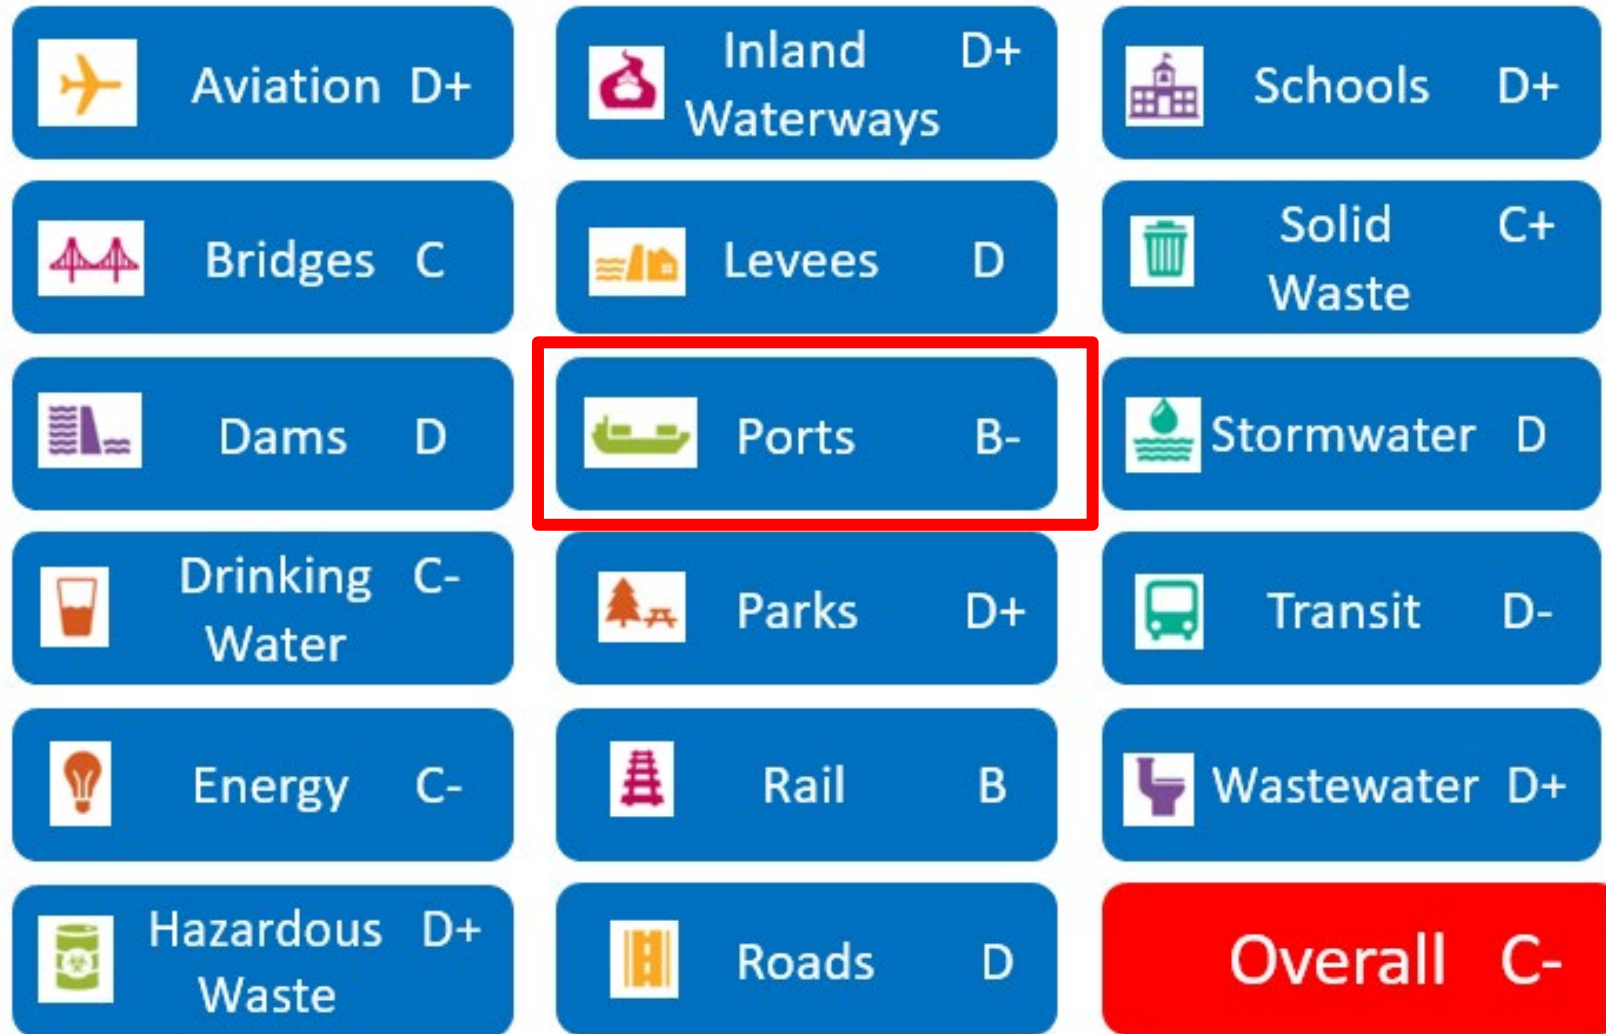 Aviation D+
Inland D+
Waterways
Schools D+
Bridges C
Levees D
Solid C+
Waste
Dams D
Ports B-
Stormwater D
Drinking C-
Water
Parks D+
Transit D-
Energy C-
Rail B
Wastewater D+
Hazardous D+
Waste
Roads D
Overall C-